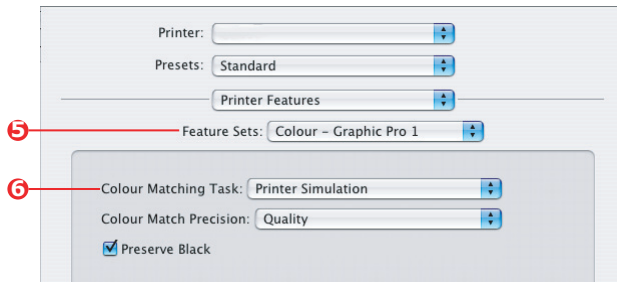 Printer:
Presets: Standard
Printer Features
5 Feature Sets: Colour – Graphic Pro 1
6 Colour Matching Task: Printer Simulation
Colour Match Precision: Quality
Preserve Black